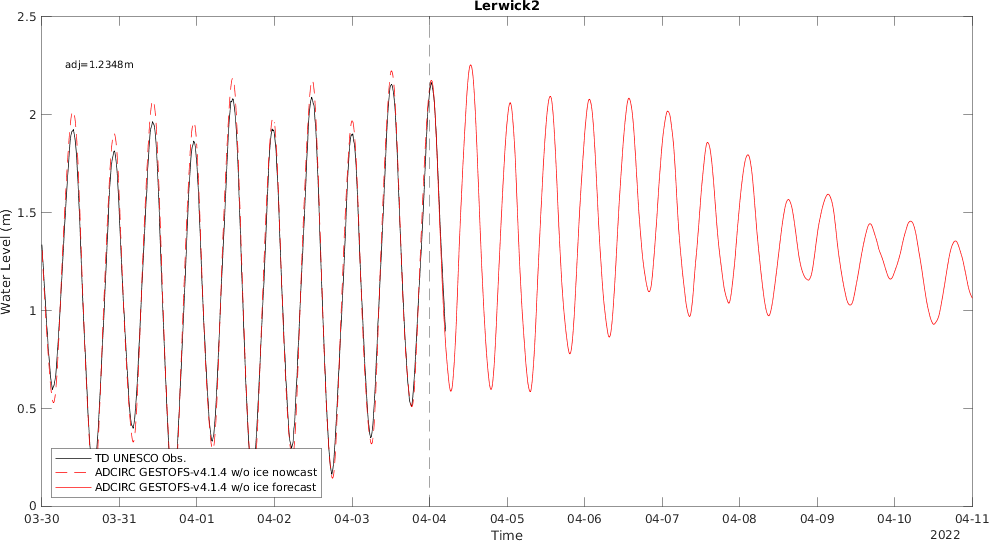 Lerwick2
adj=1.2348m
Water Level (m)
2.5
2
1.5
1
0.5
0
TD UNESCO Obs.
ADCIRC GESTOFS-v4.1.4 w/o ice nowcast
ADCIRC GESTOFS-v4.1.4 w/o ice forecast
03-30 03-31 04-01 04-02 04-03 04-04 04-05 04-06 04-07 04-08 04-09 04-10 04-11
Time
2022